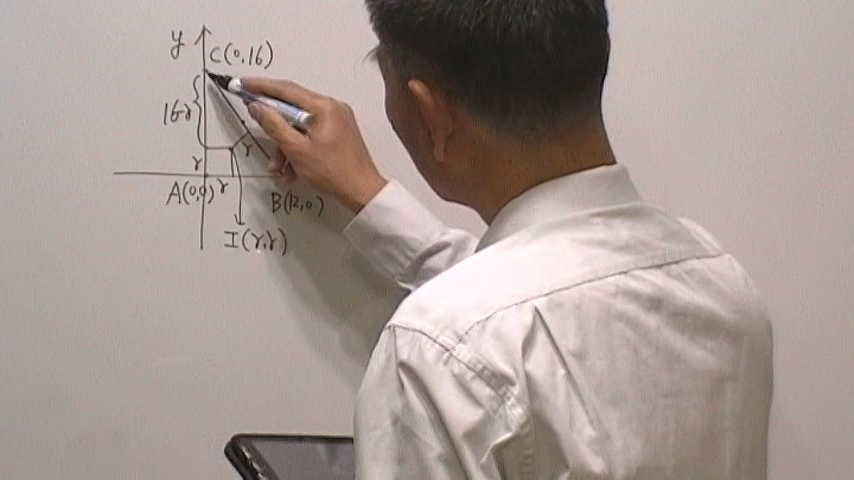 y
C(0,16)
16-r
r
r
r
A(0,0)
B(12,0)
I(r,r)